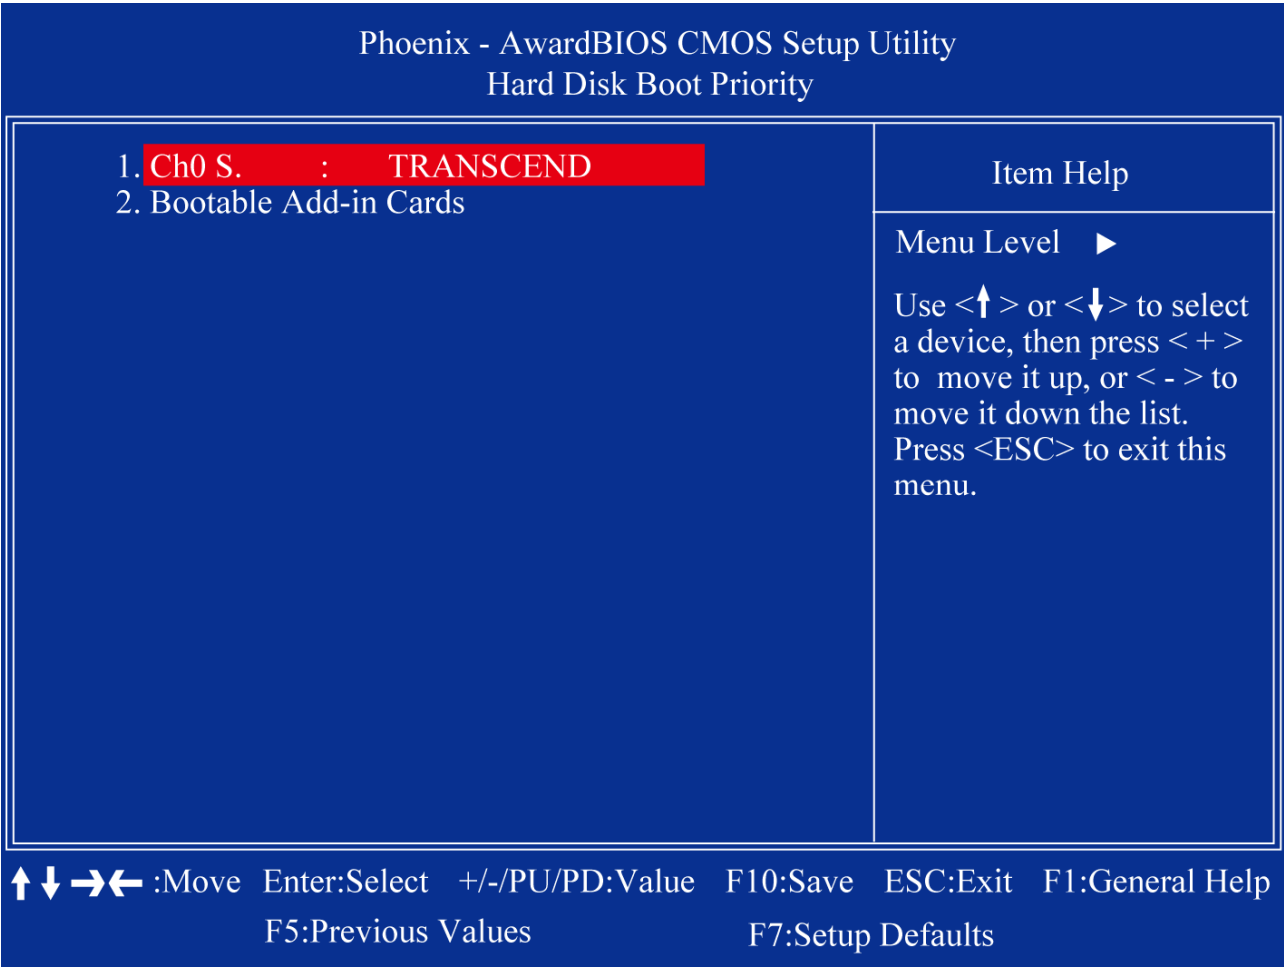 Phoenix - AwardBIOS CMOS Setup Utility
Hard Disk Boot Priority
1. Ch0 S. : TRANSCEND
2. Bootable Add-in Cards
Item Help
Menu Level ▶
Use <↑ > or <↓> to select
a device, then press < + >
to move it up, or < - > to
move it down the list.
Press <ESC> to exit this
menu.
↑↓→← :Move Enter:Select +/-/PU/PD:Value F10:Save ESC:Exit F1:General Help
F5:Previous Values F7:Setup Defaults